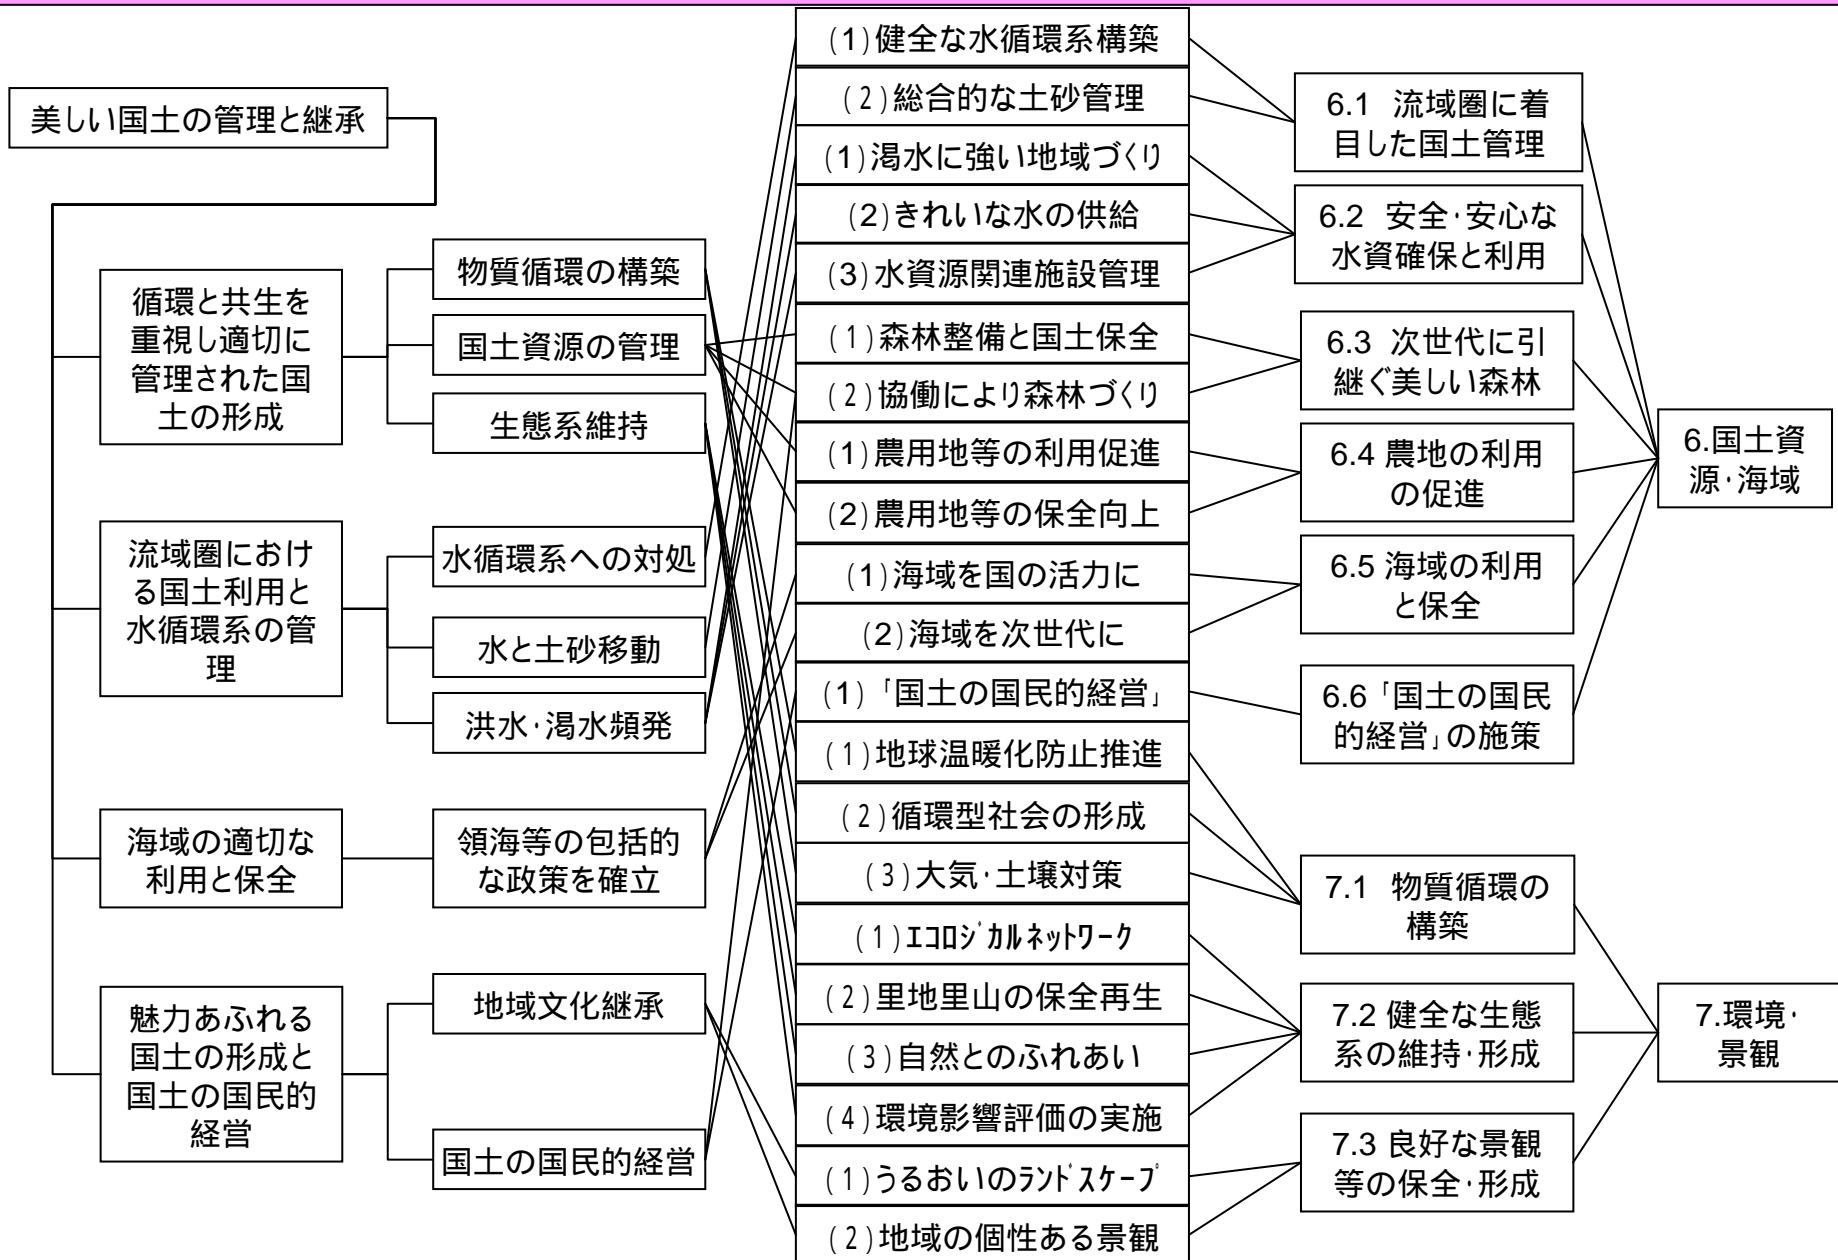 美しい国土の管理と継承
循環と共生を
重視し適切に
管理された国
土の形成
流域圏におけ
る国土利用と
水循環系の管
理
海域の適切な
利用と保全
魅力あふれる
国土の形成と
国土の国民的
経営
物質循環の構築
国土資源の管理
生態系維持
水循環系への対処
水と土砂移動
洪水･渇水頻発
領海等の包括的
な政策を確立
地域文化継承
国土の国民的経営
(1)健全な水循環系構築
(2)総合的な土砂管理
(1)渇水に強い地域づくり
(2)きれいな水の供給
(3)水資源関連施設管理
(1)森林整備と国土保全
(2)協働により森林づくり
(1)農用地等の利用促進
(2)農用地等の保全向上
(1)海域を国の活力に
(2)海域を次世代に
(1)｢国土の国民的経営｣
(1)地球温暖化防止推進
(2)循環型社会の形成
(3)大気･土壌対策
(1)ｴｺﾛｼﾞｶﾙﾈｯﾄﾜｰｸ
(2)里地里山の保全再生
(3)自然とのふれあい
(4)環境影響評価の実施
(1)うるおいのﾗﾝﾄﾞｽｹｰﾌﾟ
(2)地域の個性ある景観
6.1 流域圏に着
目した国土管理
6.2 安全･安心な
水資確保と利用
6.3 次世代に引
継ぐ美しい森林
6.4 農地の利用
の促進
6.5 海域の利用
と保全
6.6 ｢国土の国民
的経営｣の施策
7.1 物質循環の
構築
7.2 健全な生態
系の維持･形成
7.3 良好な景観
等の保全･形成
6.国土資
源･海域
7.環境･
景観